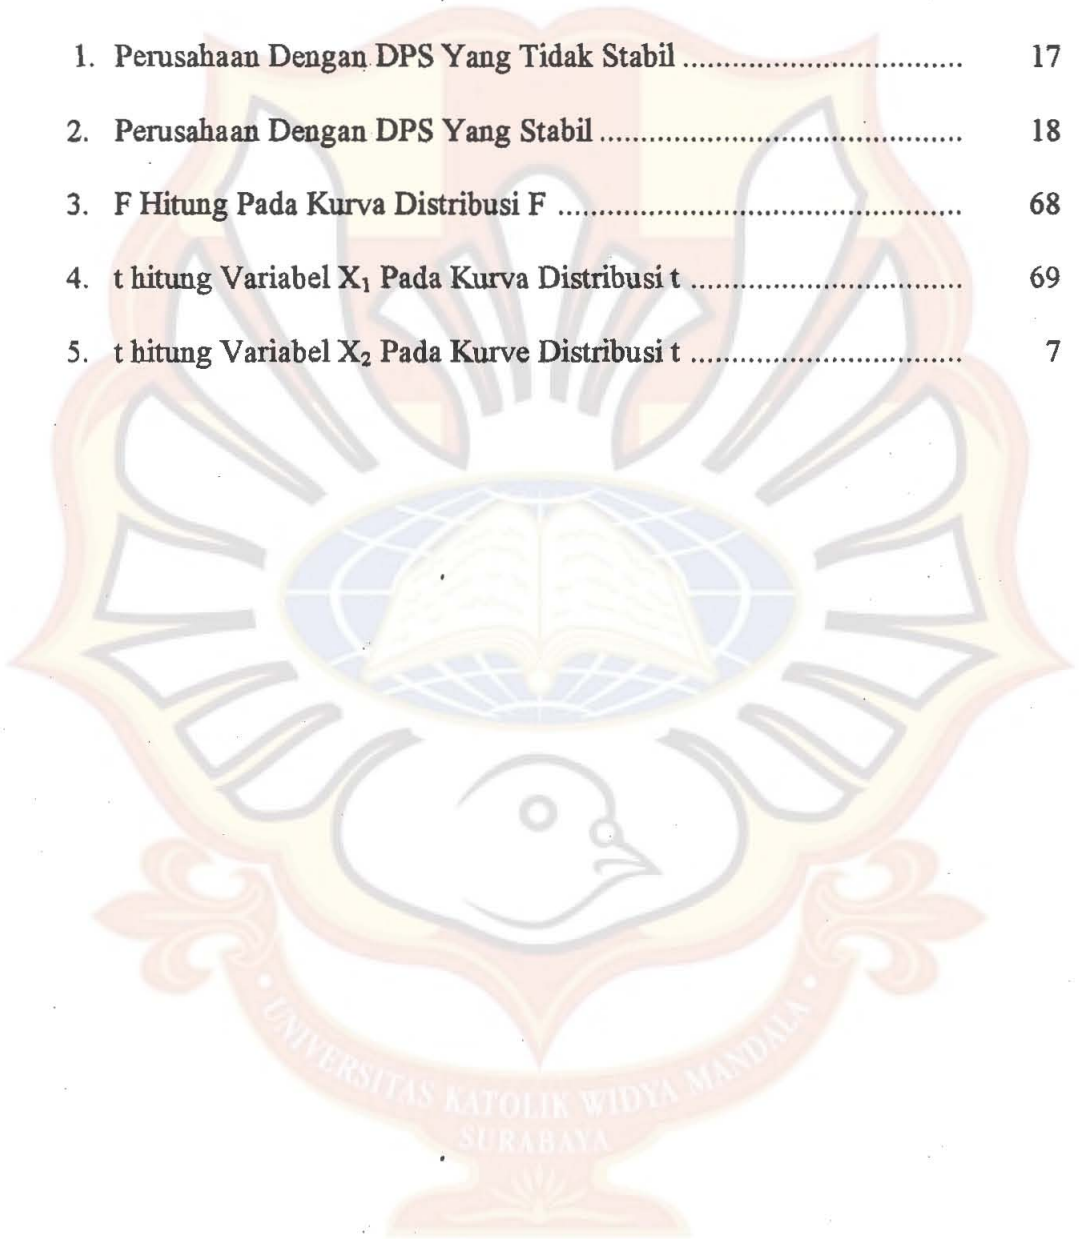 1. Perusahaan Dengan DPS Yang Tidak Stabil ................................. 17
2. Perusahaan Dengan DPS Yang Stabil ........................................... 18
3. F Hitung Pada Kurva Distribusi F ................................................ 68
4. t hitung Variabel X₁ Pada Kurva Distribusi t ................................ 69
5. t hitung Variabel X₂ Pada Kurve Distribusi t ................................ 7
UNIVERSITAS KATOLIK WIDYA MANDALA
SURABAYA